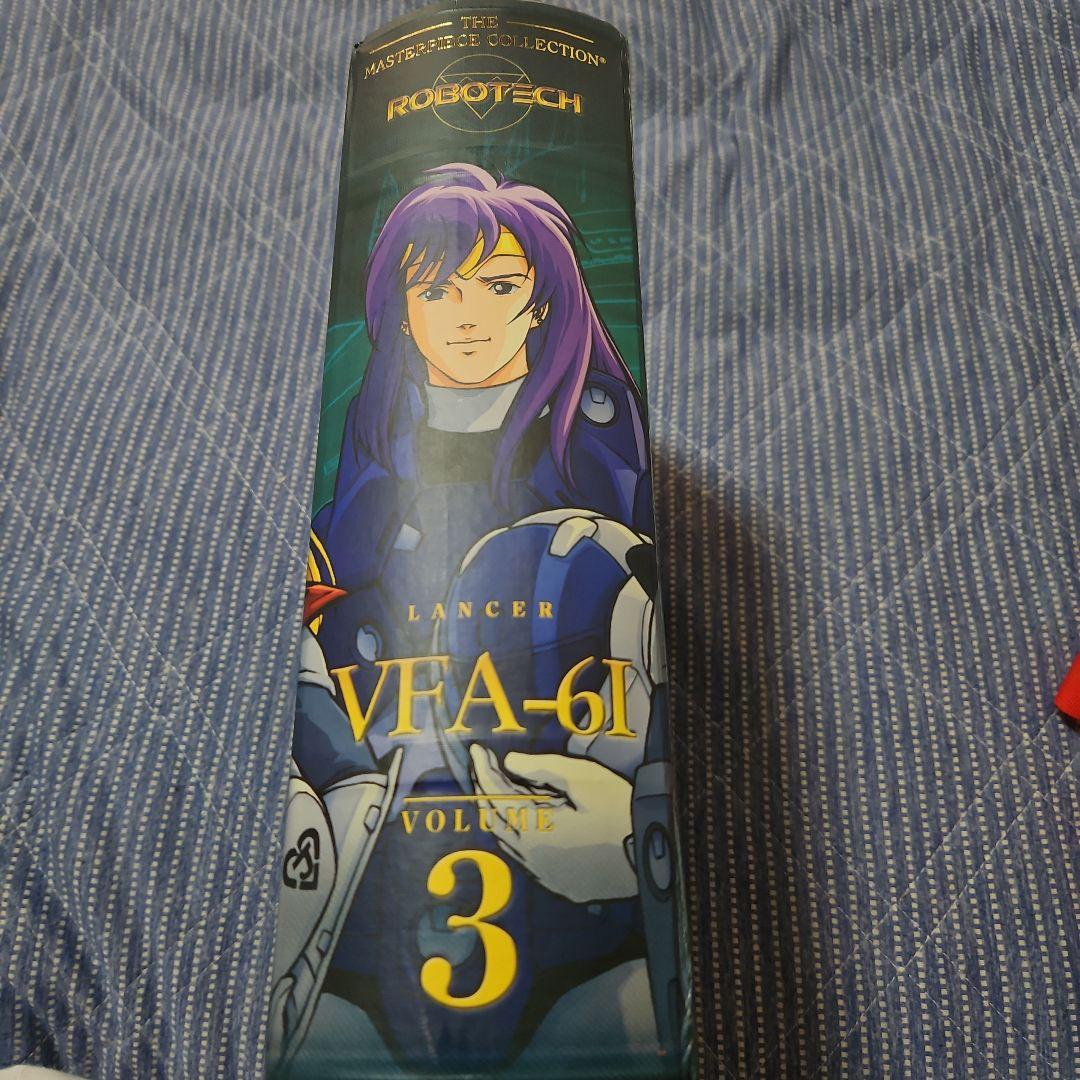 THE
MASTERPIECE COLLECTION®
ROBOTECH
LANCER
VFA-6I
VOLUME
3